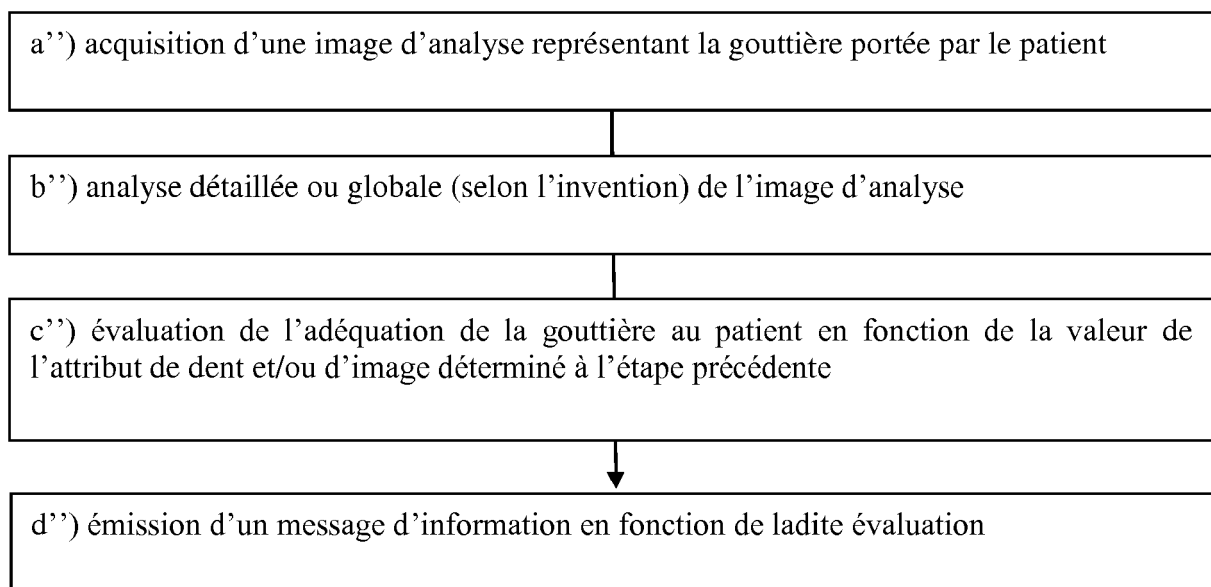 a’’) acquisition d’une image d’analyse représentant la gouttière portée par le patient
b’’) analyse détaillée ou globale (selon l’invention) de l’image d’analyse
c’’) évaluation de l’adéquation de la gouttière au patient en fonction de la valeur de
l’attribut de dent et/ou d’image déterminé à l’étape précédente
d’’) émission d’un message d’information en fonction de ladite évaluation